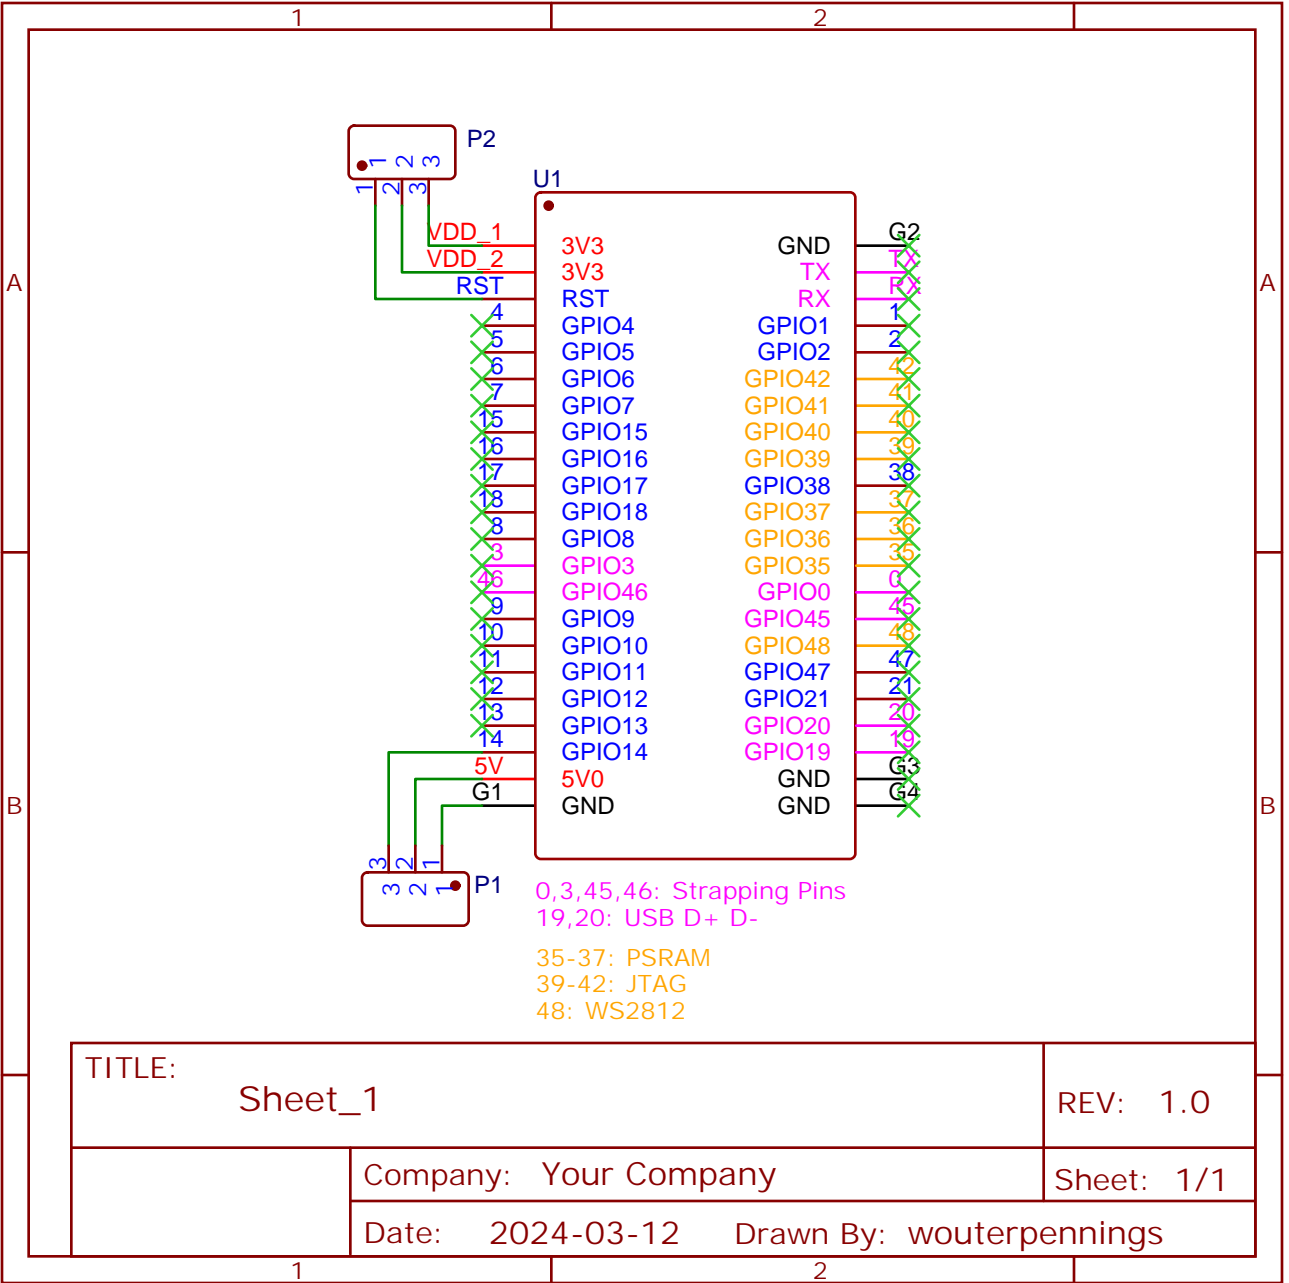 1 2
P2
1 2 3
1 2 3
U1
VDD_1 3V3 GND G2
VDD_2 3V3 TX TX
A RST RST RX RX A
4 GPIO4 GPIO1 1
5 GPIO5 GPIO2 2
6 GPIO6 GPIO42 42
7 GPIO7 GPIO41 41
15 GPIO15 GPIO40 40
16 GPIO16 GPIO39 39
17 GPIO17 GPIO38 38
18 GPIO18 GPIO37 37
8 GPIO8 GPIO36 36
3 GPIO3 GPIO35 35
46 GPIO46 GPIO0 0
9 GPIO9 GPIO45 45
10 GPIO10 GPIO48 48
11 GPIO11 GPIO47 47
12 GPIO12 GPIO21 21
13 GPIO13 GPIO20 20
14 GPIO14 GPIO19 19
5V 5V0 GND G3
B G1 GND GND G4 B
3 2 1
3 2 1
P1
0,3,45,46: Strapping Pins
19,20: USB D+ D-
35-37: PSRAM
39-42: JTAG
48: WS2812
TITLE:
Sheet_1
REV: 1.0
Company: Your Company
Sheet: 1/1
Date: 2024-03-12 Drawn By: wouterpennings
1 2